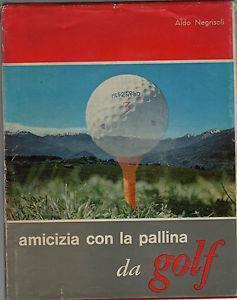 Aldo Negrisoli
amicizia con la pallina
da golf